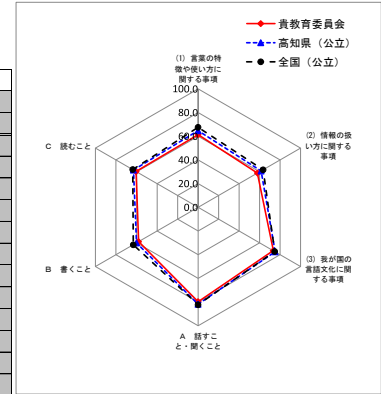 貴教育委員会
高知県（公立）
全国（公立）
(1) 言葉の特
徴や使い方に
関する事項
100.0
80.0
60.0
40.0
20.0
0.0
(2) 情報の扱
い方に関する
事項
(3) 我が国の
言語文化に関
する事項
A　話すこ
と・聞くこと
B　書くこと
C　読むこと